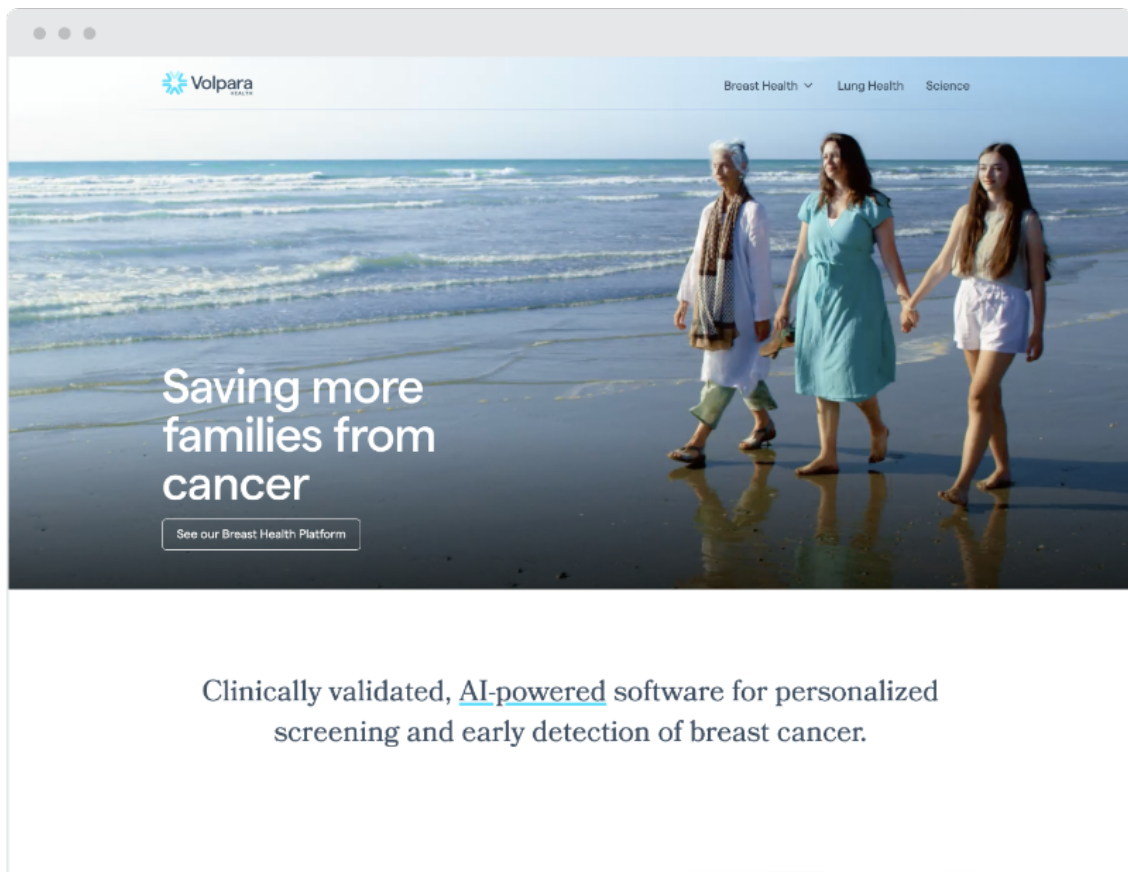 Volpara
HEALTH
Breast Health
Lung Health
Science
Saving more
families from
cancer
See our Breast Health Platform
Clinically validated, AI-powered software for personalized
screening and early detection of breast cancer.